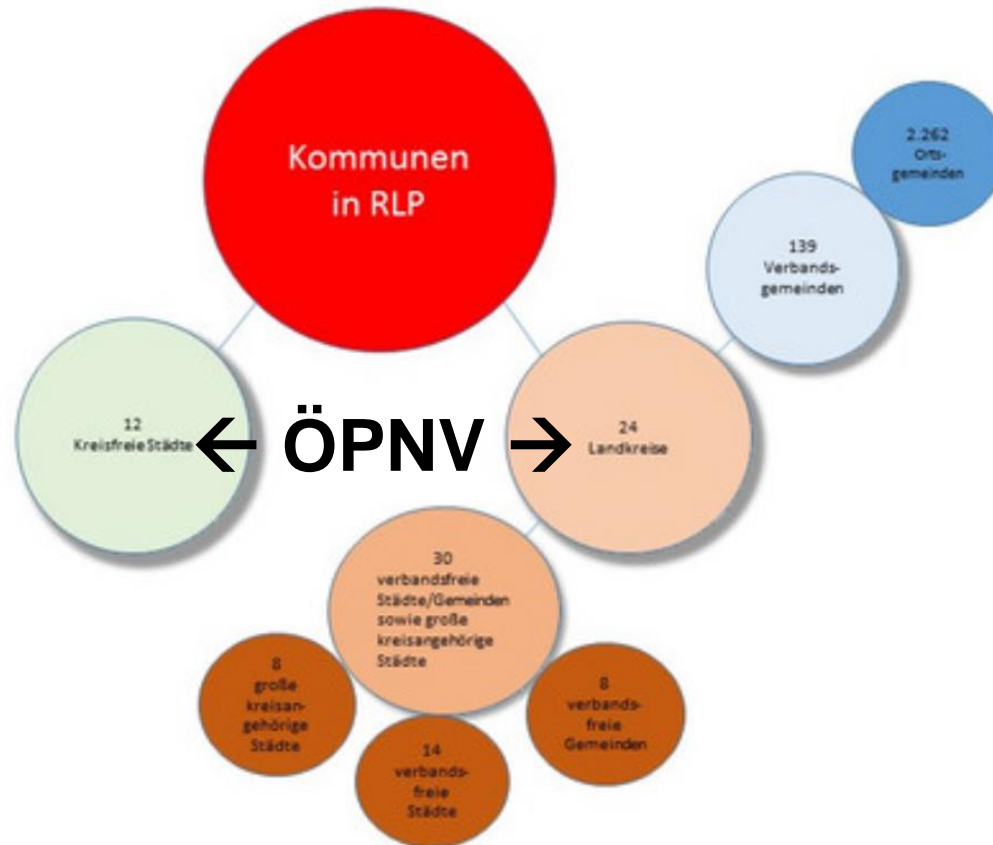 Kommunen
in RLP
2.262
Orts-
gemeinden
139
Verbands-
gemeinden
12
Kreisfreie Städte
← ÖPNV →
24
Landkreise
30
verbandsfreie
Städte/Gemeinden
sowie große
kreisangehörige
Städte
8
große
kreisan-
gehörige
Städte
14
verbands-
freie
Städte
8
verbands-
freie
Gemeinden